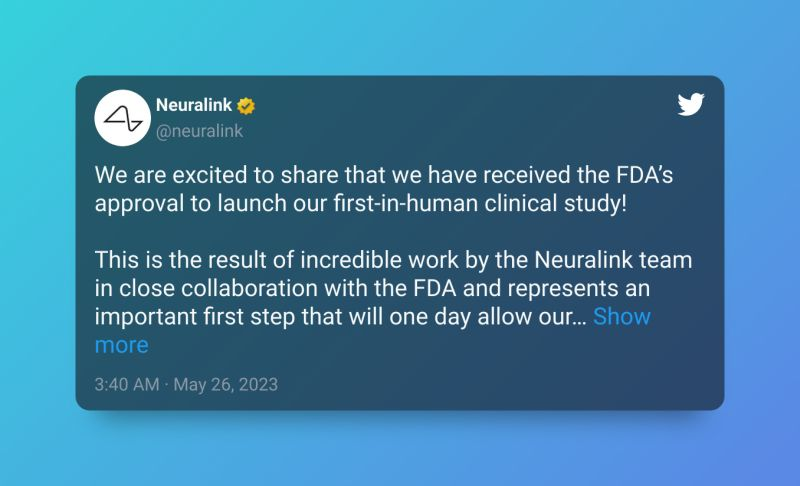 Neuralink
@neuralink
We are excited to share that we have received the FDA’s
approval to launch our first-in-human clinical study!
This is the result of incredible work by the Neuralink team
in close collaboration with the FDA and represents an
important first step that will one day allow our... Show
more
3:40 AM · May 26, 2023